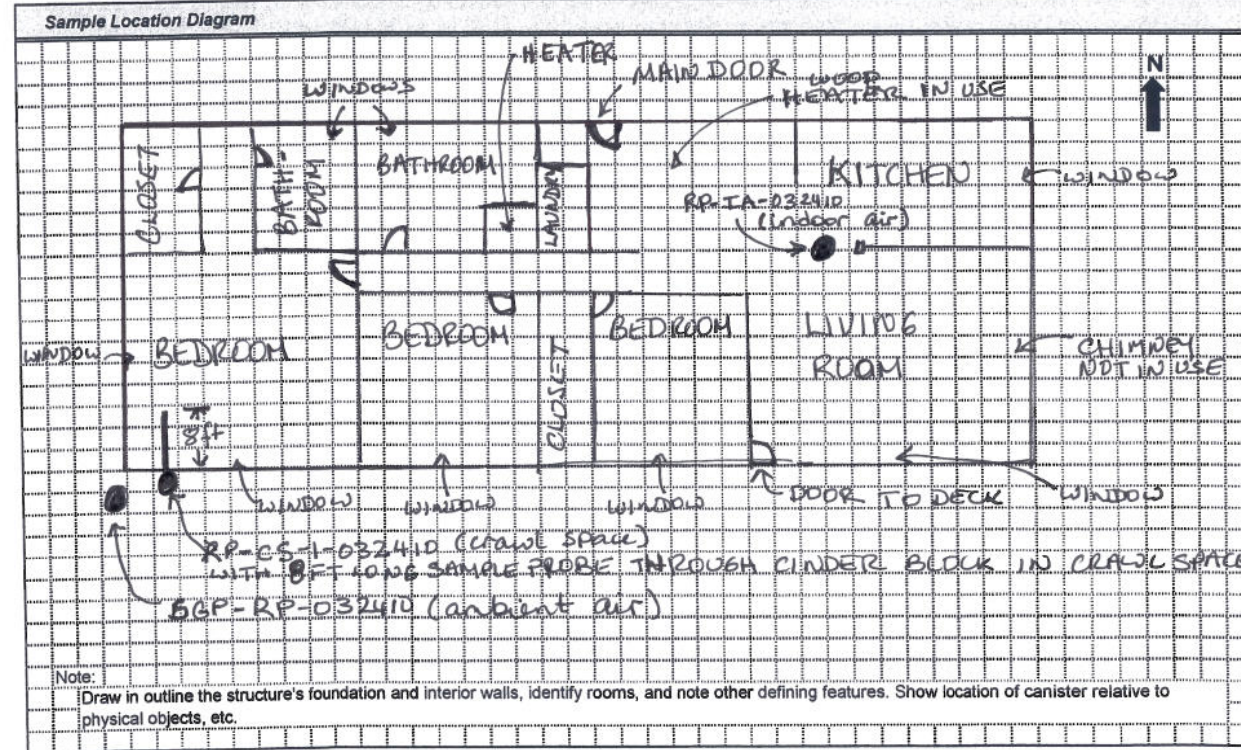 Sample Location Diagram
HEATER
MAIN DOOR
WOOD
HEATER IN USE
N
WINDOWS
CLOSET
BATH-
ROOM
BATHROOM
LAUNDRY
KITCHEN
WINDOW
RP-IA-032410
(indoor air)
WINDOW
BEDROOM
BEDROOM
CLOSET
BEDROOM
LIVING
ROOM
CHIMNEY
NOT IN USE
8ft
WINDOW
WINDOW
WINDOW
DOOR TO DECK
WINDOW
RP-CS-1-032410 (crawl space)
WITH 8FT LONG SAMPLE PROBE THROUGH CINDER BLOCK IN CRAWL SPACE
SGP-RP-032410 (ambient air)
Note:
Draw in outline the structure's foundation and interior walls, identify rooms, and note other defining features. Show location of canister relative to
physical objects, etc.